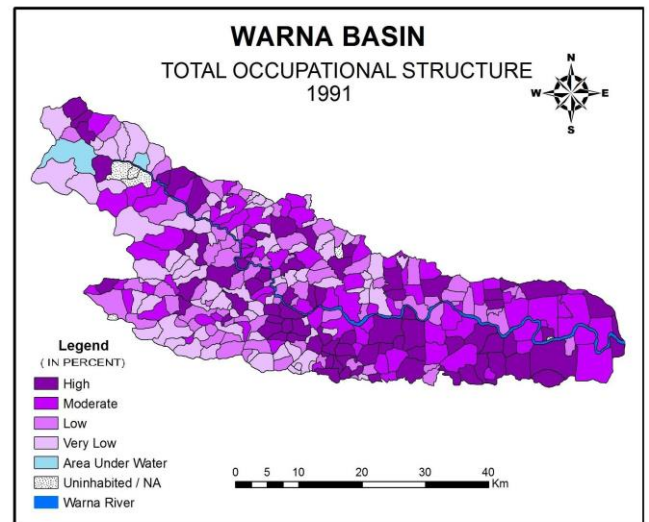 WARNA BASIN
TOTAL OCCUPATIONAL STRUCTURE
1991
N
W E
S
Legend
( IN PERCENT)
High
Moderate
Low
Very Low
Area Under Water
Uninhabited / NA
Warna River
0 5 10 20 30 40
Km